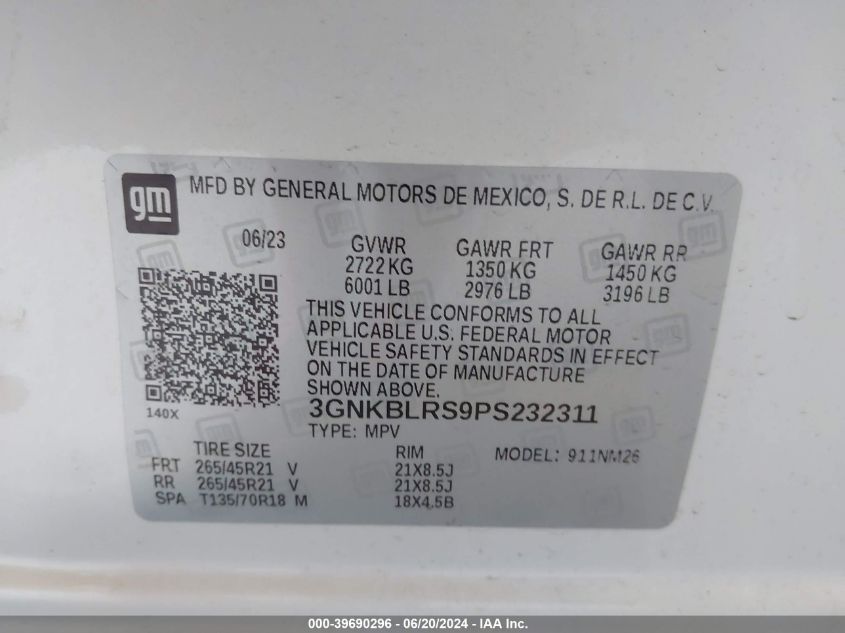 gm MFD BY GENERAL MOTORS DE MEXICO, S. DE R.L. DE C.V.
06/23 GVWR GAWR FRT GAWR RR
2722 KG 1350 KG 1450 KG
6001 LB 2976 LB 3196 LB
THIS VEHICLE CONFORMS TO ALL
APPLICABLE U.S. FEDERAL MOTOR
VEHICLE SAFETY STANDARDS IN EFFECT
ON THE DATE OF MANUFACTURE
SHOWN ABOVE.
140X
3GNKBLRS9PS232311
TYPE: MPV
TIRE SIZE RIM MODEL: 911NM26
FRT 265/45R21 V 21X8.5J
RR 265/45R21 V 21X8.5J
SPA T135/70R18 M 18X4.5B
000-39690296 - 06/20/2024 - IAA Inc.